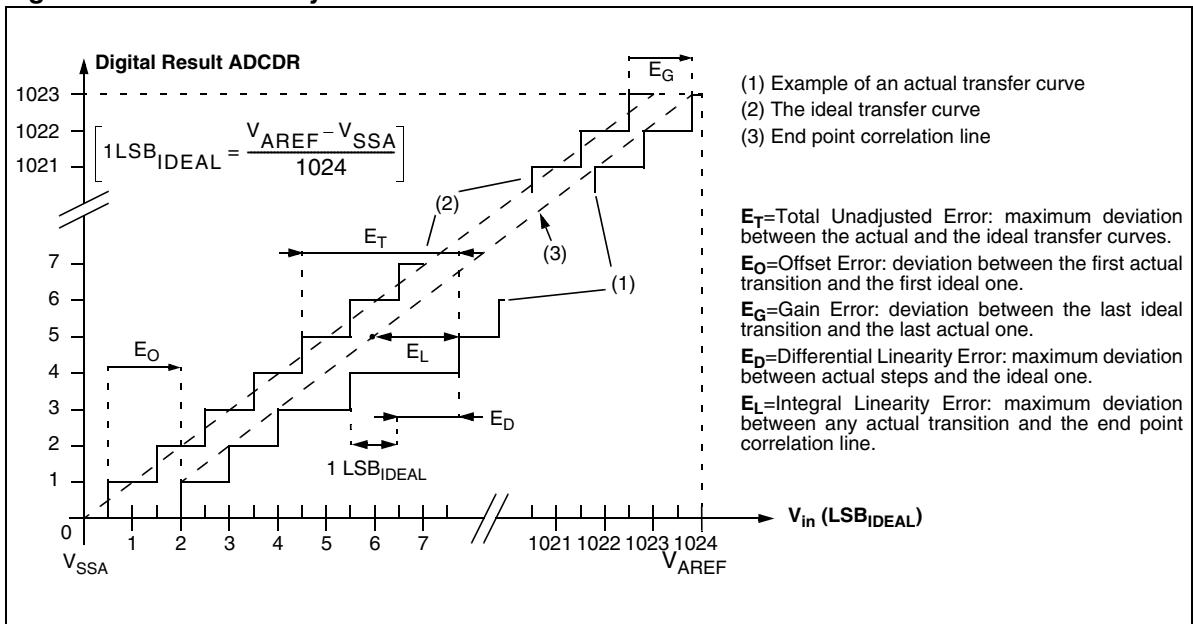 Digital Result ADCDR
1023
1022
1021
7
6
5
4
3
2
1
0
[1LSB_IDEAL = (V_AREF – V_SSA) / 1024]
E_G
(2)
E_T
(3)
(1)
E_O
E_L
E_D
1 LSB_IDEAL
1 2 3 4 5 6 7 1021 1022 1023 1024
V_in (LSB_IDEAL)
V_SSA
V_AREF
(1) Example of an actual transfer curve
(2) The ideal transfer curve
(3) End point correlation line
E_T=Total Unadjusted Error: maximum deviation
between the actual and the ideal transfer curves.
E_O=Offset Error: deviation between the first actual
transition and the first ideal one.
E_G=Gain Error: deviation between the last ideal
transition and the last actual one.
E_D=Differential Linearity Error: maximum deviation
between actual steps and the ideal one.
E_L=Integral Linearity Error: maximum deviation
between any actual transition and the end point
correlation line.